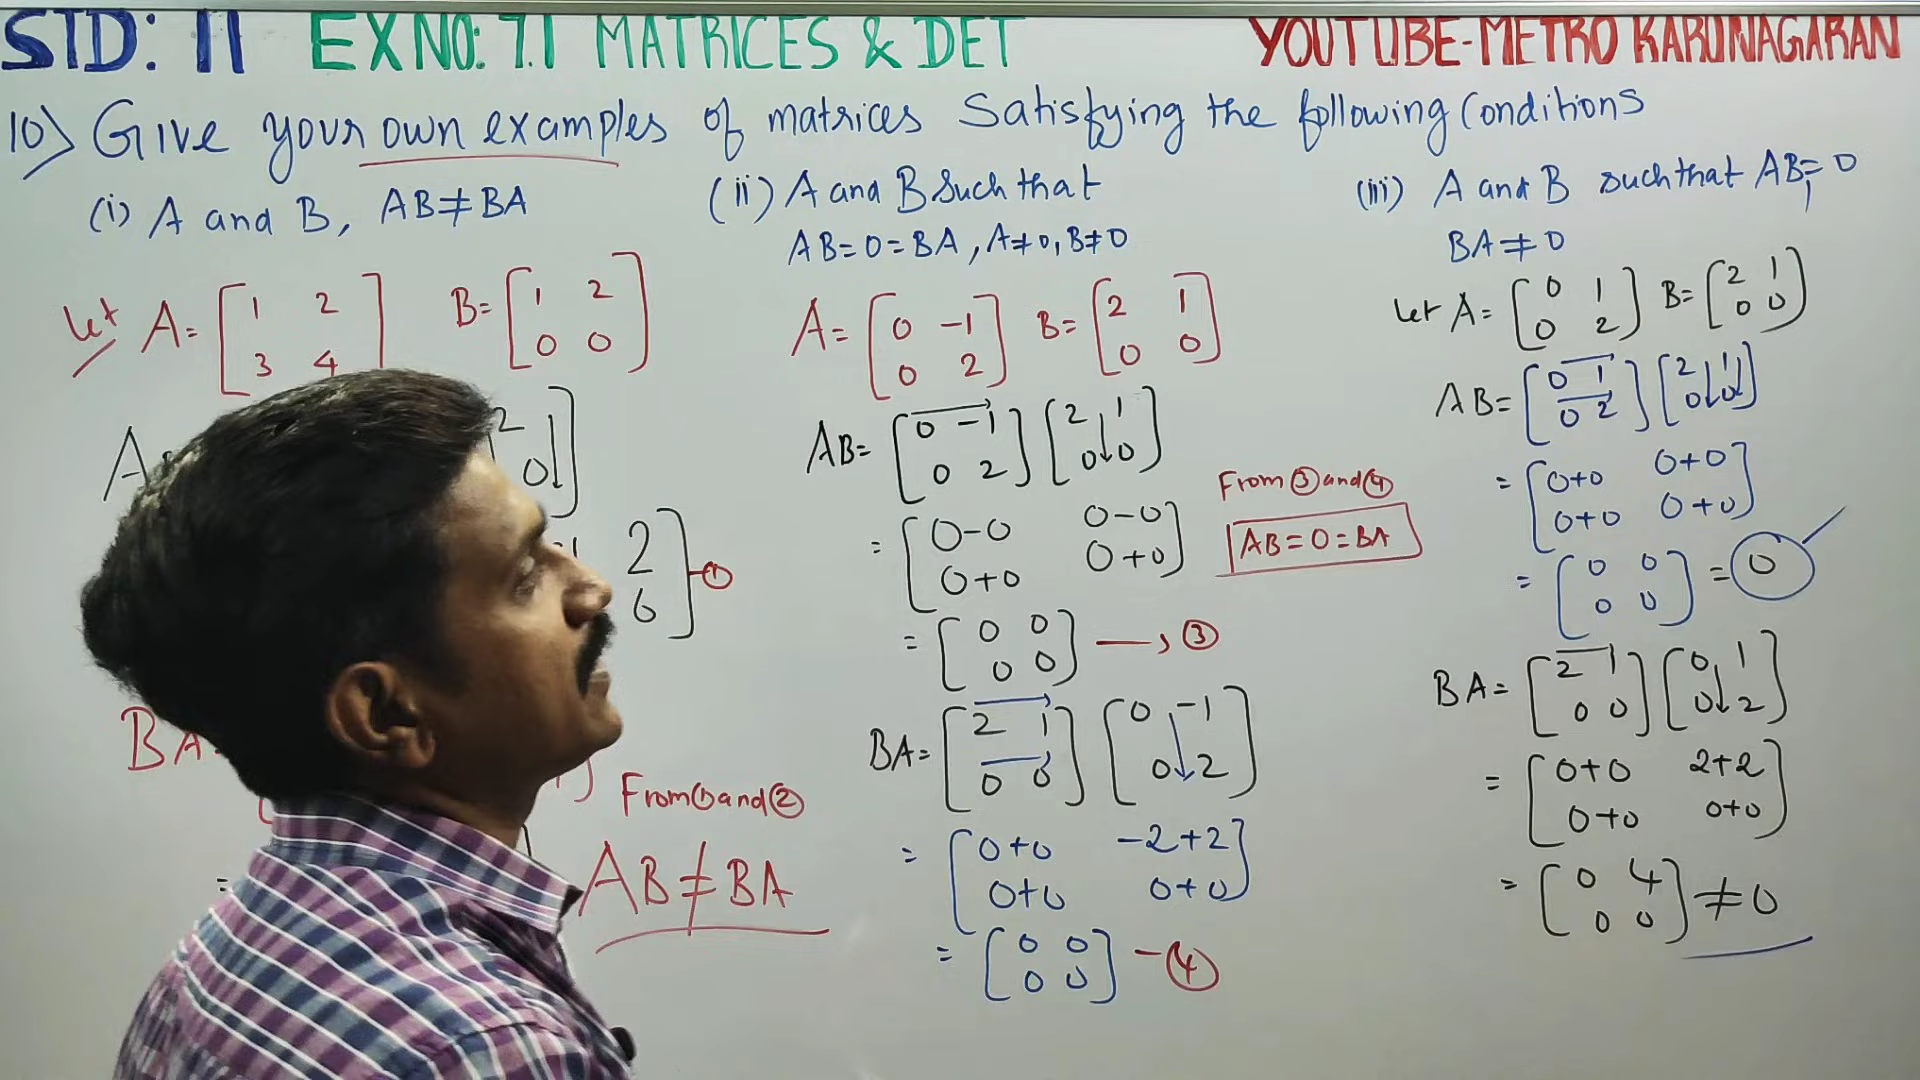 STD: 11 EX NO: 7.1 MATRICES & DET YOUTUBE-METRO KARUNAGARAN
10) Give your own examples of matrices Satisfying the following Conditions
(i) A and B, AB≠BA
let A= [1 2
3 4] B= [1 2
0 0]
2
0]
2
6] -①
BA
From ① and ②
=
AB≠BA
(ii) A and B Such that
AB=0=BA, A≠0, B≠0
A= [0 -1
0 2] B= [2 1
0 0]
AB= [0 -1
0 2] [2 1
0 0]
= [0-0 0-0
0+0 0+0]
From ③ and ④
AB=0=BA
= [0 0
0 0] → ③
BA= [2 1
0 0] [0 -1
0 2]
= [0+0 -2+2
0+0 0+0]
= [0 0
0 0] -④
(iii) A and B such that AB=0,
BA≠0
let A= [0 1
0 2] B= [2 1
0 0]
AB= [0 1
0 2] [2 1
0 0]
= [0+0 0+0
0+0 0+0]
= [0 0
0 0] = 0
BA= [2 1
0 0] [0 1
0 2]
= [0+0 2+2
0+0 0+0]
= [0 4
0 0] ≠0